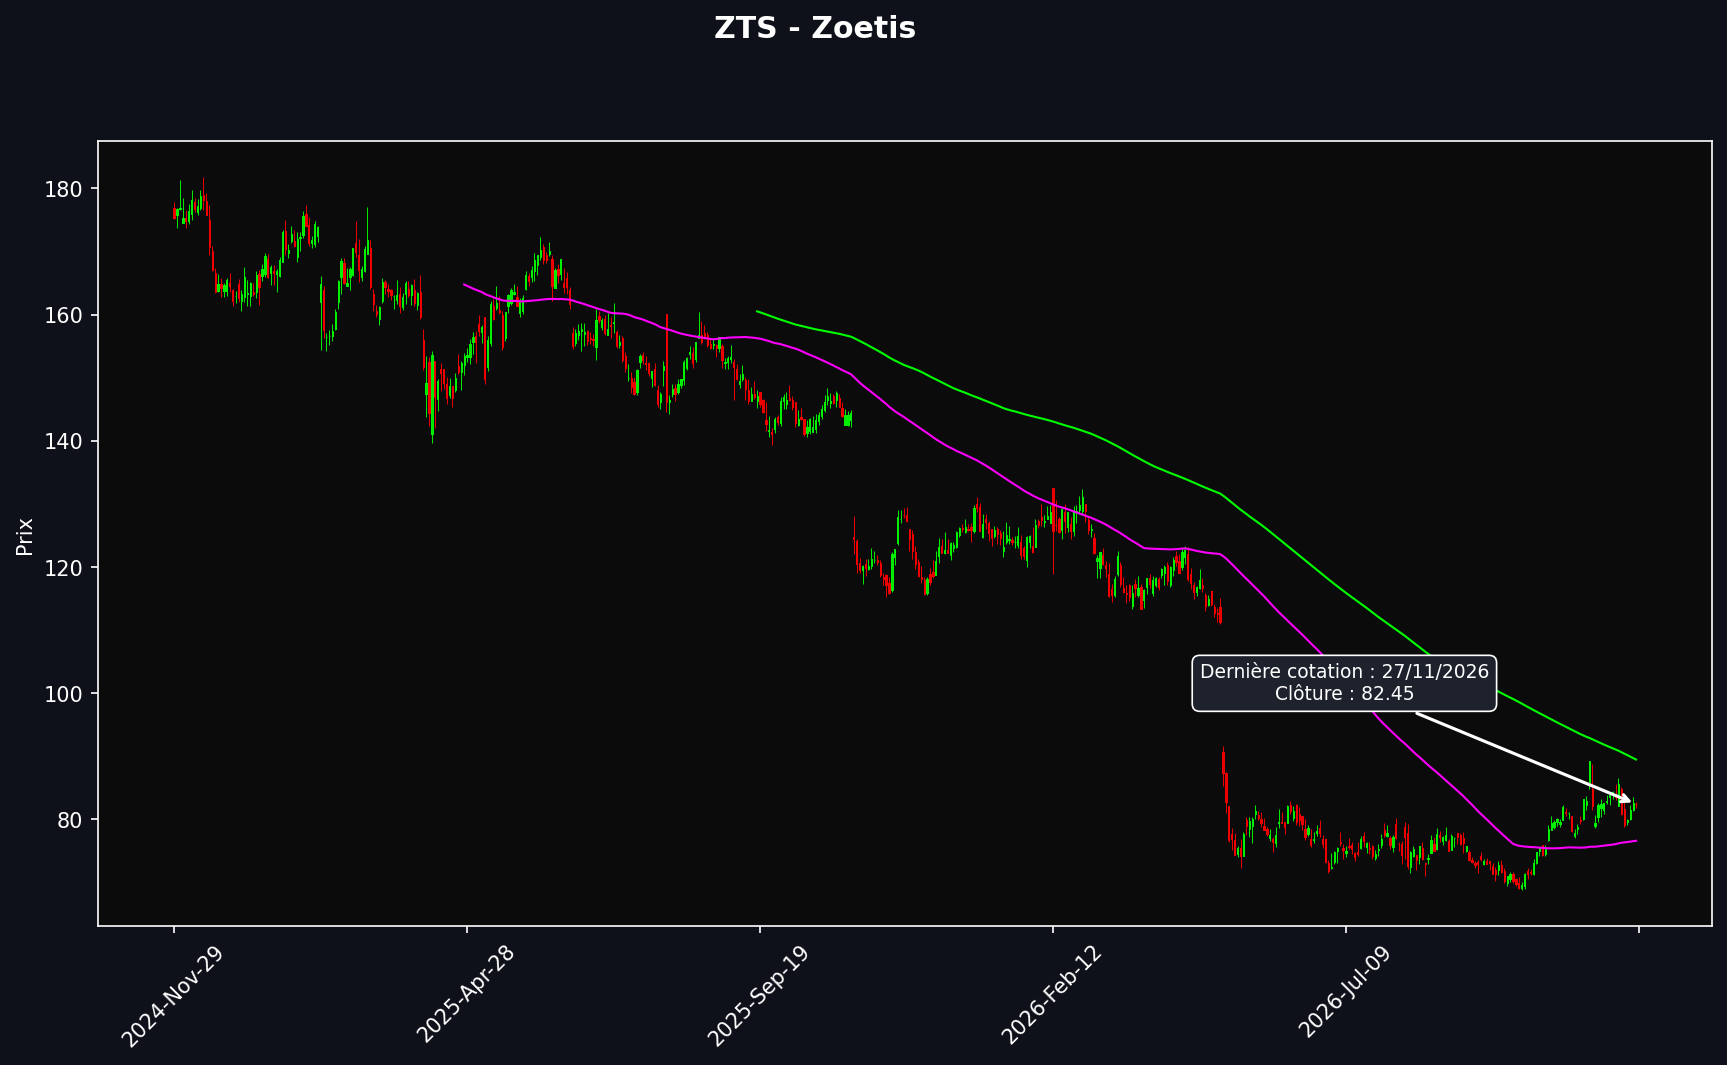 ZTS - Zoetis
Prix
180
160
140
120
100
80
Dernière cotation : 27/11/2026
Clôture : 82.45
2024-Nov-29
2025-Apr-28
2025-Sep-19
2026-Feb-12
2026-Jul-09